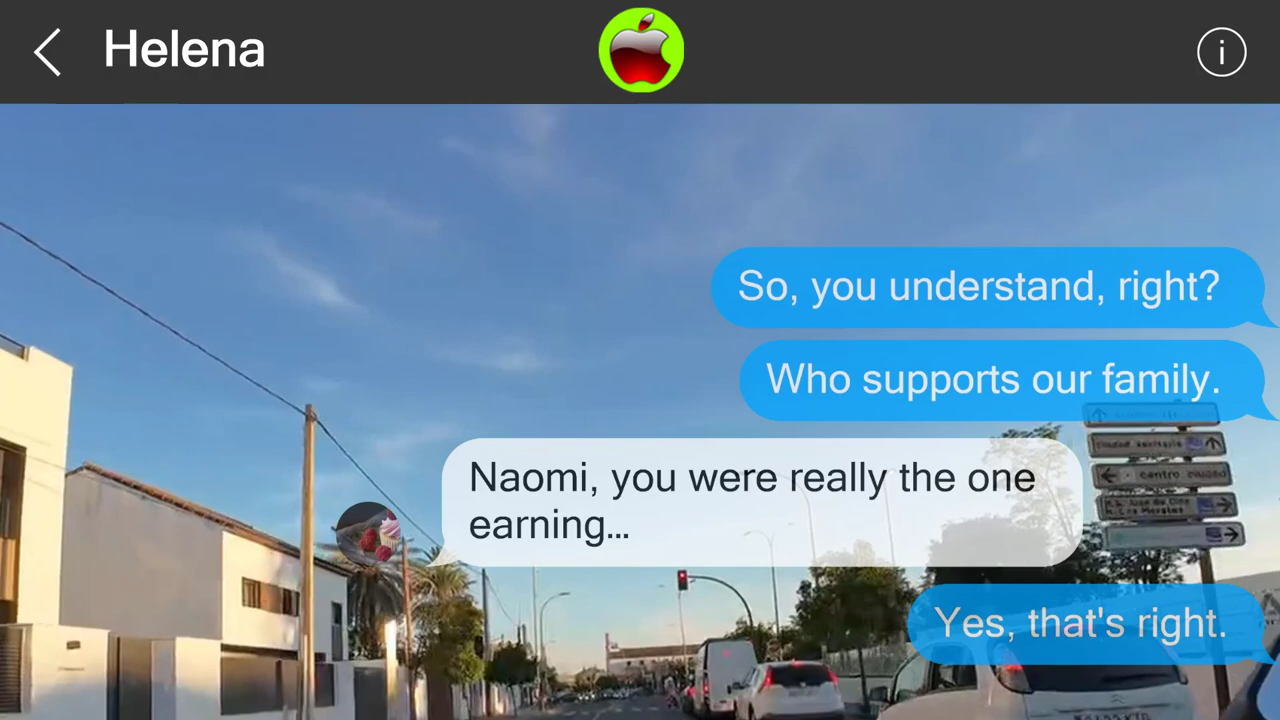 Helena
i
So, you understand, right?
Who supports our family.
Naomi, you were really the one
earning...
Yes, that's right.
centro ciudad